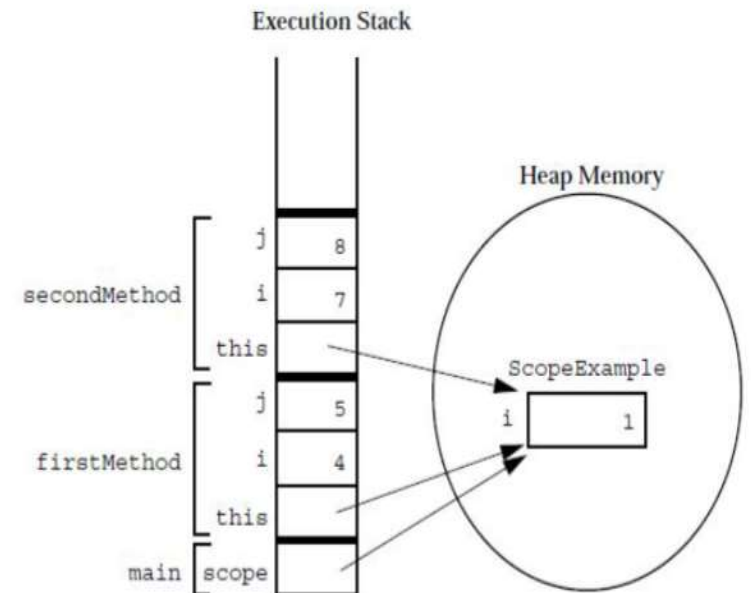 Execution Stack
Heap Memory
j 8
secondMethod i 7
this
ScopeExample
j 5
i 1
firstMethod i 4
this
main scope